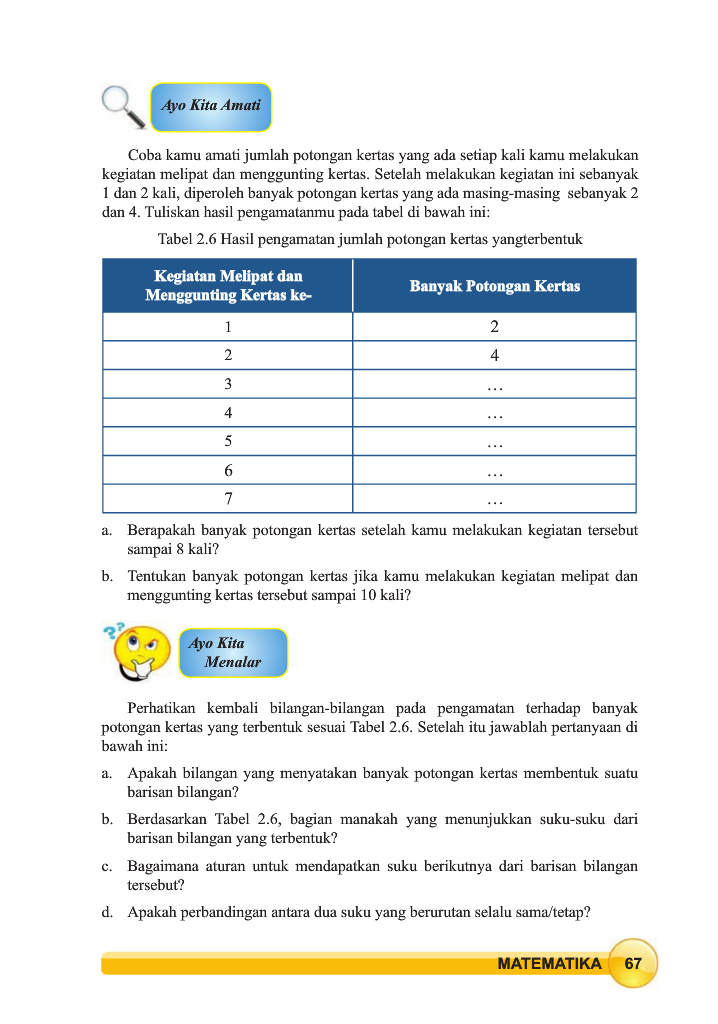 Ayo Kita Amati
Coba kamu amati jumlah potongan kertas yang ada setiap kali kamu melakukan
kegiatan melipat dan menggunting kertas. Setelah melakukan kegiatan ini sebanyak
1 dan 2 kali, diperoleh banyak potongan kertas yang ada masing-masing sebanyak 2
dan 4. Tuliskan hasil pengamatanmu pada tabel di bawah ini:
Tabel 2.6 Hasil pengamatan jumlah potongan kertas yangterbentuk
Kegiatan Melipat dan
Menggunting Kertas ke-
Banyak Potongan Kertas
1 2
2 4
3 …
4 …
5 …
6 …
7 …
a. Berapakah banyak potongan kertas setelah kamu melakukan kegiatan tersebut
sampai 8 kali?
b. Tentukan banyak potongan kertas jika kamu melakukan kegiatan melipat dan
menggunting kertas tersebut sampai 10 kali?
??
Ayo Kita
Menalar
Perhatikan kembali bilangan-bilangan pada pengamatan terhadap banyak
potongan kertas yang terbentuk sesuai Tabel 2.6. Setelah itu jawablah pertanyaan di
bawah ini:
a. Apakah bilangan yang menyatakan banyak potongan kertas membentuk suatu
barisan bilangan?
b. Berdasarkan Tabel 2.6, bagian manakah yang menunjukkan suku-suku dari
barisan bilangan yang terbentuk?
c. Bagaimana aturan untuk mendapatkan suku berikutnya dari barisan bilangan
tersebut?
d. Apakah perbandingan antara dua suku yang berurutan selalu sama/tetap?
MATEMATIKA 67